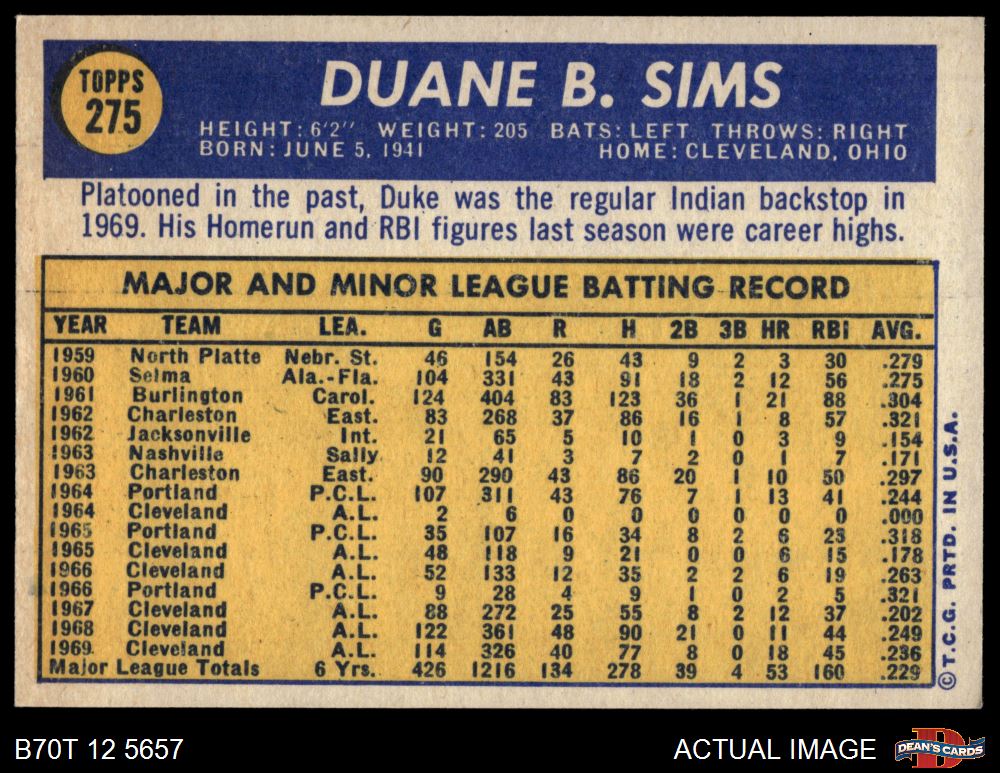 TOPPS
275
DUANE B. SIMS
HEIGHT: 6'2" WEIGHT: 205 BATS: LEFT THROWS: RIGHT
BORN: JUNE 5, 1941 HOME: CLEVELAND, OHIO
Platooned in the past, Duke was the regular Indian backstop in
1969. His Homerun and RBI figures last season were career highs.
MAJOR AND MINOR LEAGUE BATTING RECORD
YEAR TEAM LEA. G AB R H 2B 3B HR RBI AVG.
1959 North Platte Nebr. St. 46 154 26 43 9 2 3 30 .279
1960 Selma Ala.-Fla. 104 331 43 91 18 2 12 56 .275
1961 Burlington Carol. 124 404 83 123 36 1 21 88 .304
1962 Charleston East. 83 268 37 86 16 1 8 57 .321
1962 Jacksonville Int. 21 65 5 10 1 0 3 9 .154
1963 Nashville Sally 12 41 3 7 2 0 1 7 .171
1963 Charleston East. 90 290 43 86 20 1 10 50 .297
1964 Portland P.C.L. 107 311 43 76 7 1 13 41 .244
1964 Cleveland A.L. 2 6 0 0 0 0 0 0 .000
1965 Portland P.C.L. 35 107 16 34 8 2 6 23 .318
1965 Cleveland A.L. 48 118 9 21 0 0 6 15 .178
1966 Cleveland A.L. 52 133 12 35 2 2 6 19 .263
1966 Portland P.C.L. 9 28 4 9 1 0 2 5 .321
1967 Cleveland A.L. 88 272 25 55 8 2 12 37 .202
1968 Cleveland A.L. 122 361 48 90 21 0 11 44 .249
1969 Cleveland A.L. 114 326 40 77 8 0 18 45 .236
Major League Totals 6 Yrs. 426 1216 134 278 39 4 53 160 .229
©T.C.G. PRTD. IN U.S.A.
B70T 12 5657
ACTUAL IMAGE
D
DEAN'S CARDS